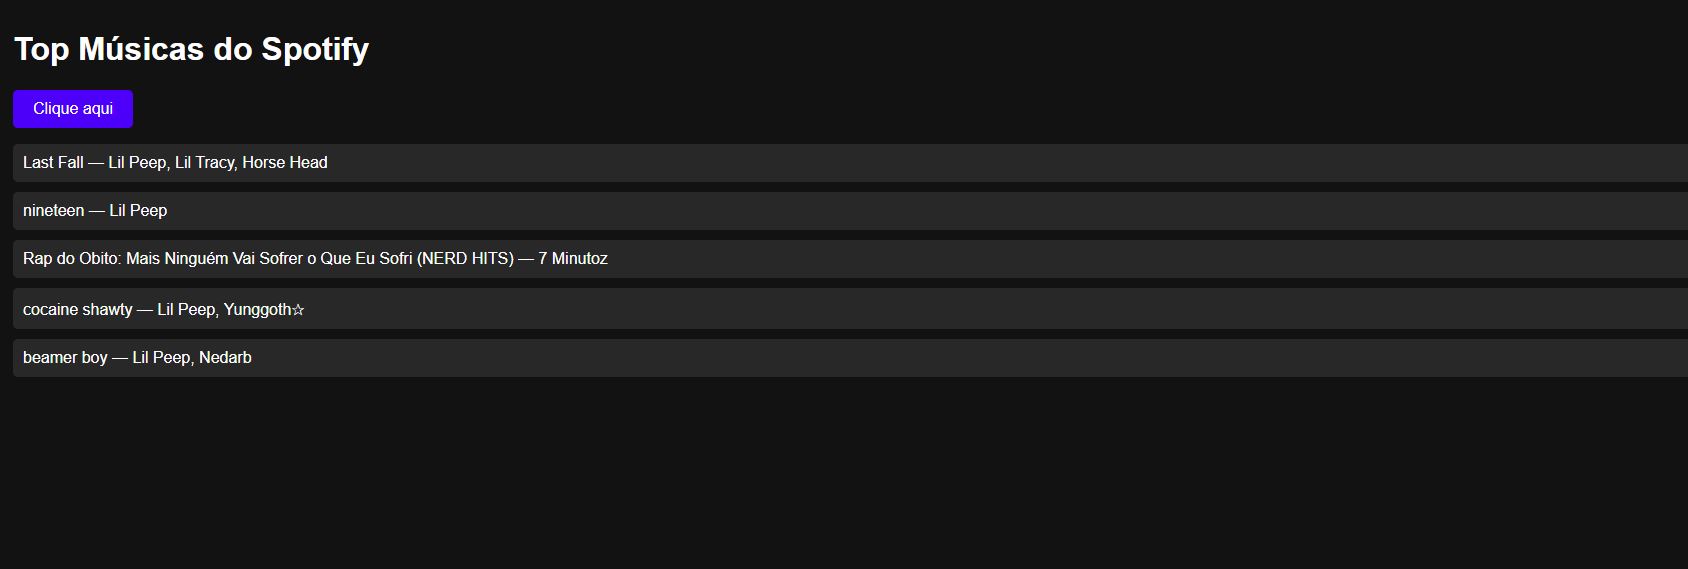 Top Músicas do Spotify
Clique aqui
Last Fall — Lil Peep, Lil Tracy, Horse Head
nineteen — Lil Peep
Rap do Obito: Mais Ninguém Vai Sofrer o Que Eu Sofri (NERD HITS) — 7 Minutoz
cocaine shawty — Lil Peep, Yunggoth☆
beamer boy — Lil Peep, Nedarb